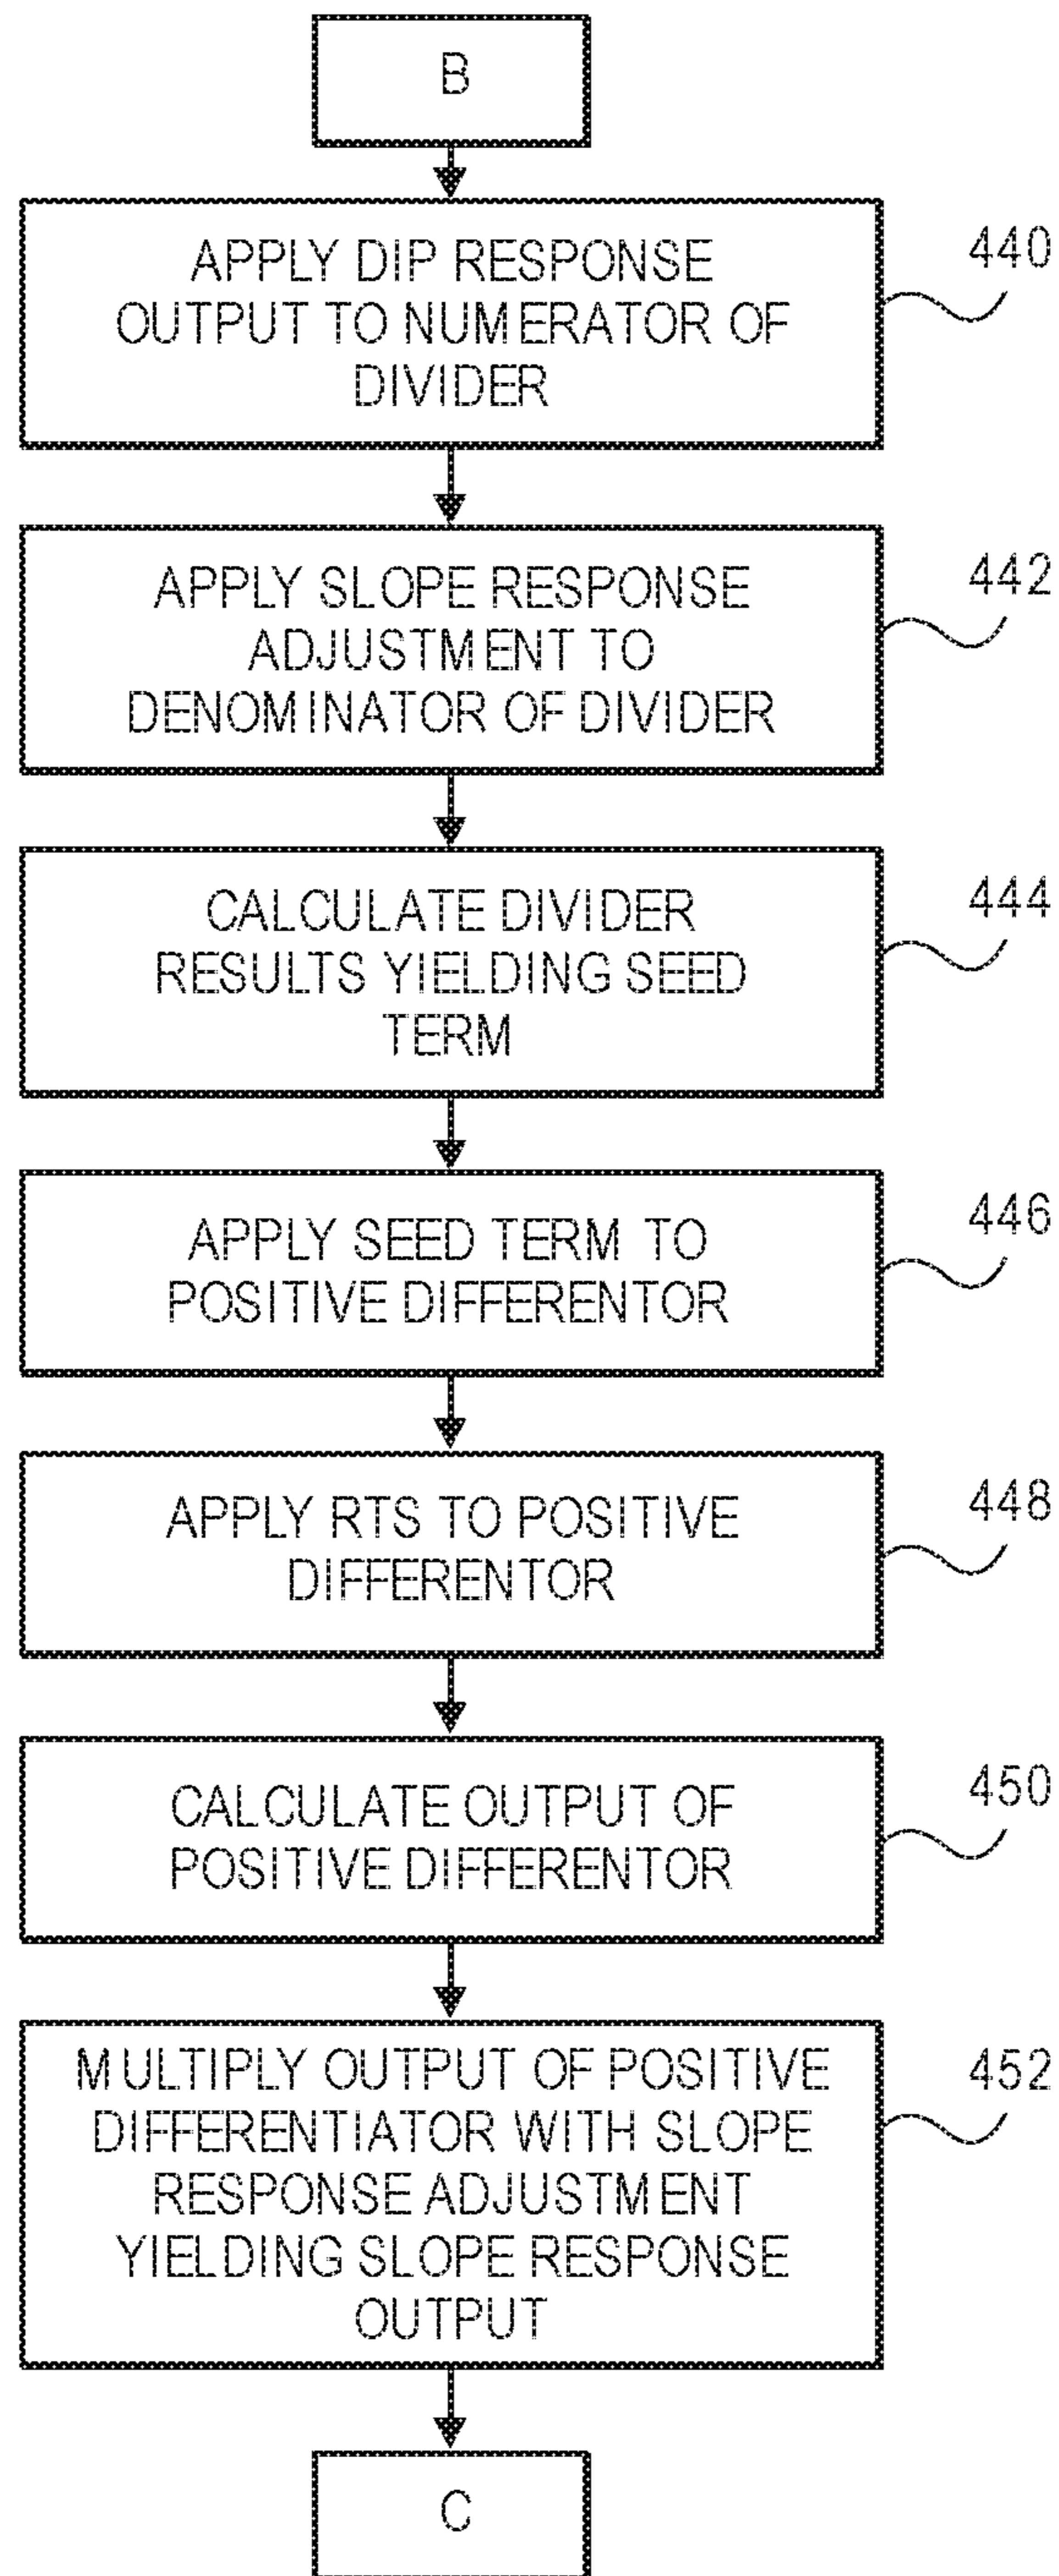 B
APPLY DIP RESPONSE
OUTPUT TO NUMERATOR OF
DIVIDER
440
APPLY SLOPE RESPONSE
ADJUSTMENT TO
DENOMINATOR OF DIVIDER
442
CALCULATE DIVIDER
RESULTS YIELDING SEED
TERM
444
APPLY SEED TERM TO
POSITIVE DIFFERENTOR
446
APPLY RTS TO POSITIVE
DIFFERENTOR
448
CALCULATE OUTPUT OF
POSITIVE DIFFERENTOR
450
MULTIPLY OUTPUT OF POSITIVE
DIFFERENTIATOR WITH SLOPE
RESPONSE ADJUSTMENT
YIELDING SLOPE RESPONSE
OUTPUT
452
C